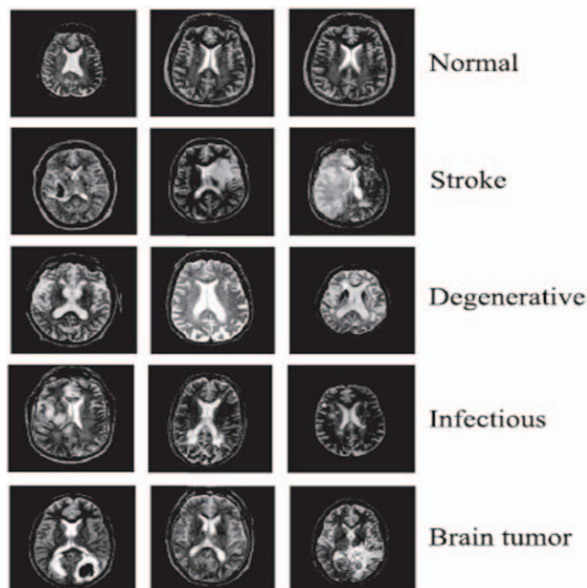 Normal
Stroke
Degenerative
Infectious
Brain tumor